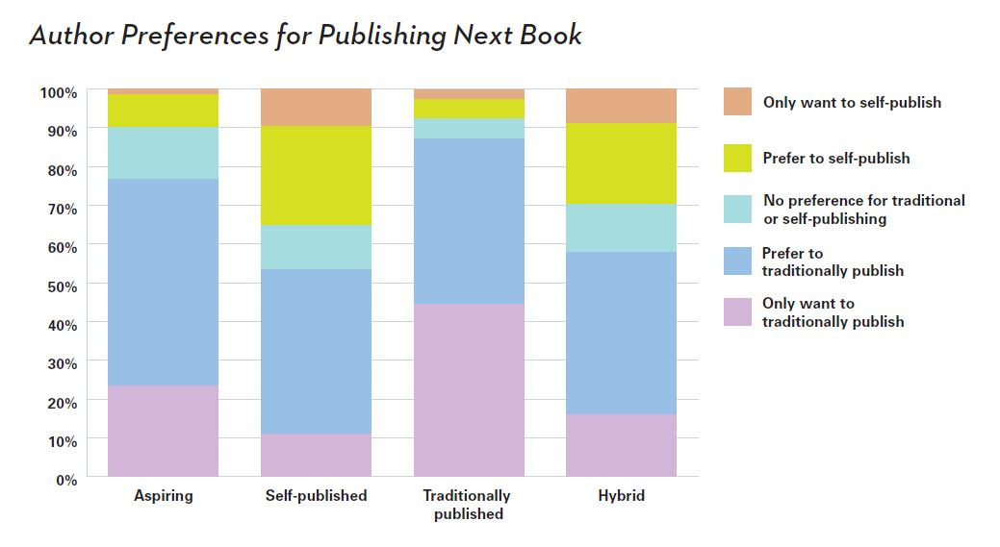 Author Preferences for Publishing Next Book
100%
90%
80%
70%
60%
50%
40%
30%
20%
10%
0%
Aspiring
Self-published
Traditionally
published
Hybrid
Only want to self-publish
Prefer to self-publish
No preference for traditional
or self-publishing
Prefer to
traditionally publish
Only want to
traditionally publish